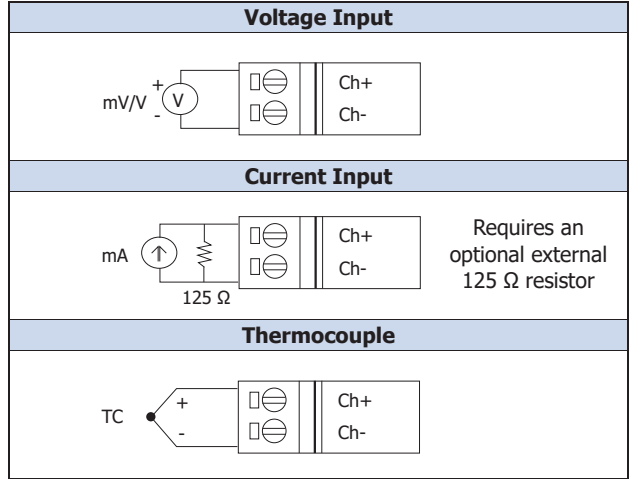 Voltage Input
+
mV/V
V
-
Ch+
Ch-
Current Input
mA
125 Ω
Ch+
Ch-
Requires an
optional external
125 Ω resistor
Thermocouple
TC
+
-
Ch+
Ch-